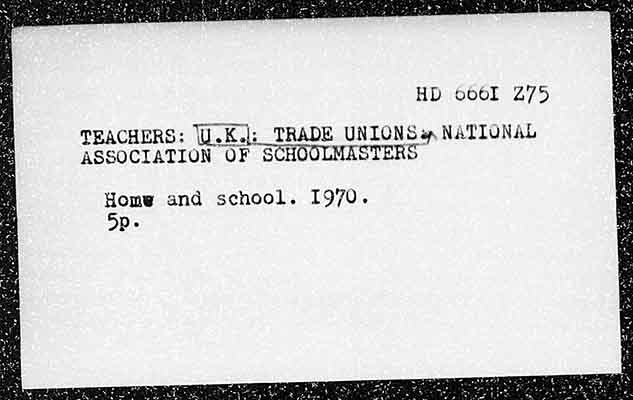 HD 666I Z75
TEACHERS: U.K.: TRADE UNIONS: NATIONAL
ASSOCIATION OF SCHOOLMASTERS
Home and school. I970.
5p.